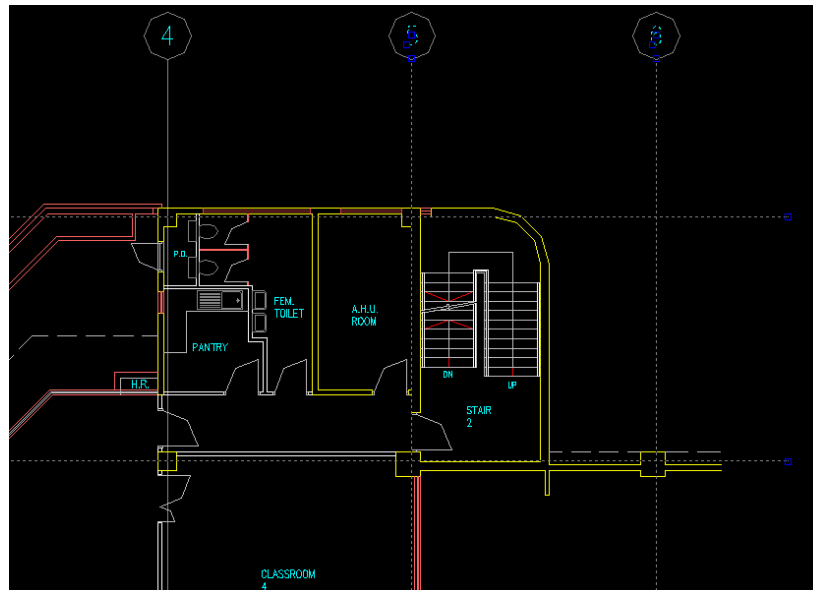 4
P.D.
FEM.
TOILET
A.H.U.
ROOM
PANTRY
H.R.
DN
UP
STAIR
2
CLASSROOM
4